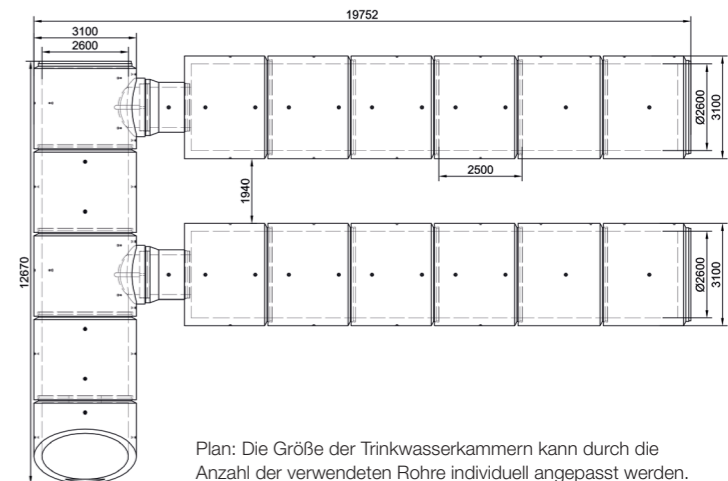 19752
3100
2600
Ø2600
3100
2500
1940
12670
Ø2600
3100
Plan: Die Größe der Trinkwasserkammern kann durch die
Anzahl der verwendeten Rohre individuell angepasst werden.